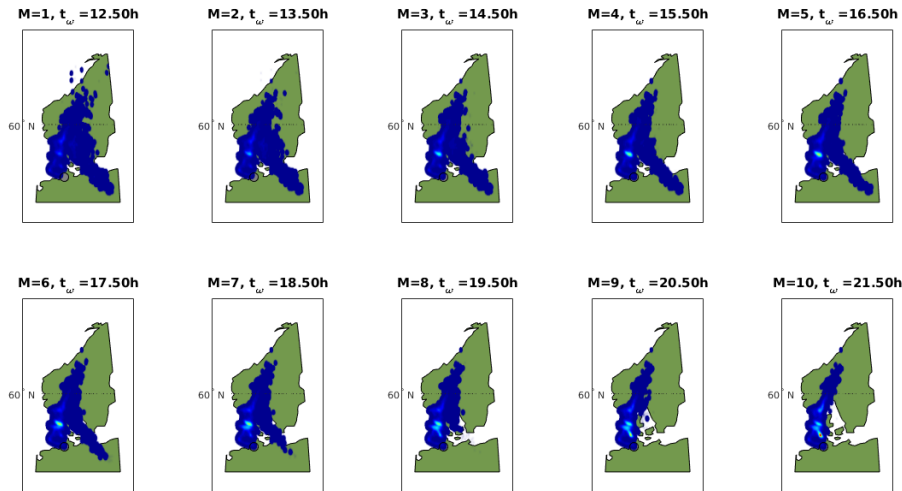 M=1, t_ω =12.50h
M=2, t_ω =13.50h
M=3, t_ω =14.50h
M=4, t_ω =15.50h
M=5, t_ω =16.50h
60° N
60° N
60° N
60° N
60° N
M=6, t_ω =17.50h
M=7, t_ω =18.50h
M=8, t_ω =19.50h
M=9, t_ω =20.50h
M=10, t_ω =21.50h
60° N
60° N
60° N
60° N
60° N